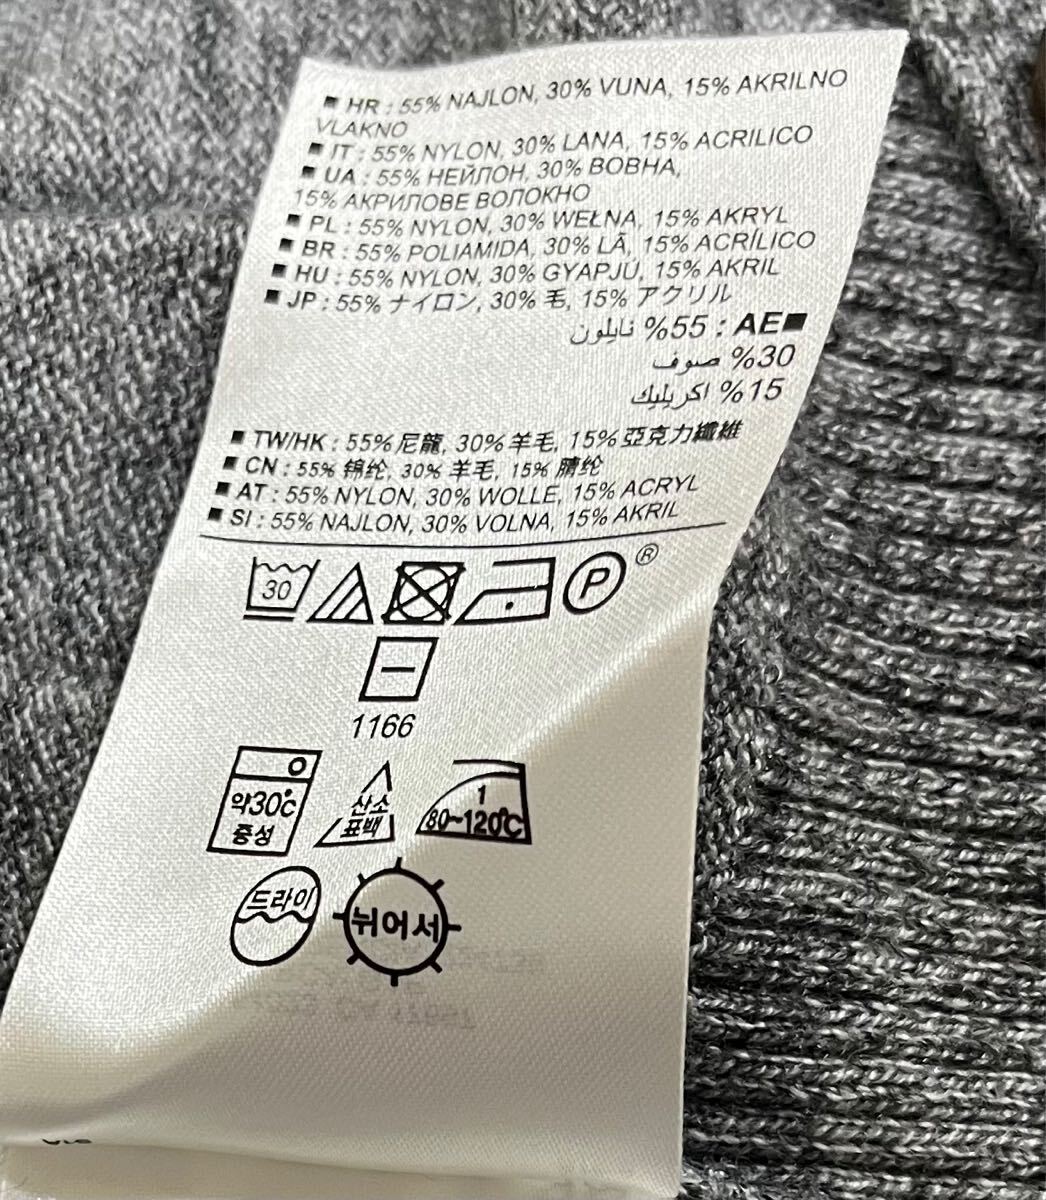 ■ HR : 55% NAJLON, 30% VUNA, 15% AKRILNO
VLAKNO
■ IT : 55% NYLON, 30% LANA, 15% ACRILICO
■ UA : 55% НЕЙЛОН, 30% ВОВНА,
15% АКРИЛОВЕ ВОЛОКНО
■ PL : 55% NYLON, 30% WEŁNA, 15% AKRYL
■ BR : 55% POLIAMIDA, 30% LÃ, 15% ACRÍLICO
■ HU : 55% NYLON, 30% GYAPJÚ, 15% AKRIL
■ JP : 55% ナイロン, 30% 毛, 15% アクリル
■AE : 55% نايلون
30% صوف
15% اكريليك
■ TW/HK : 55% 尼龍, 30% 羊毛, 15% 亞克力纖維
■ CN : 55% 锦纶, 30% 羊毛, 15% 腈纶
■ AT : 55% NYLON, 30% WOLLE, 15% ACRYL
■ SI : 55% NAJLON, 30% VOLNA, 15% AKRIL
30 P ®
1166
약30℃
중성
산소
표백
1
80~120℃
드라이
뉘어서